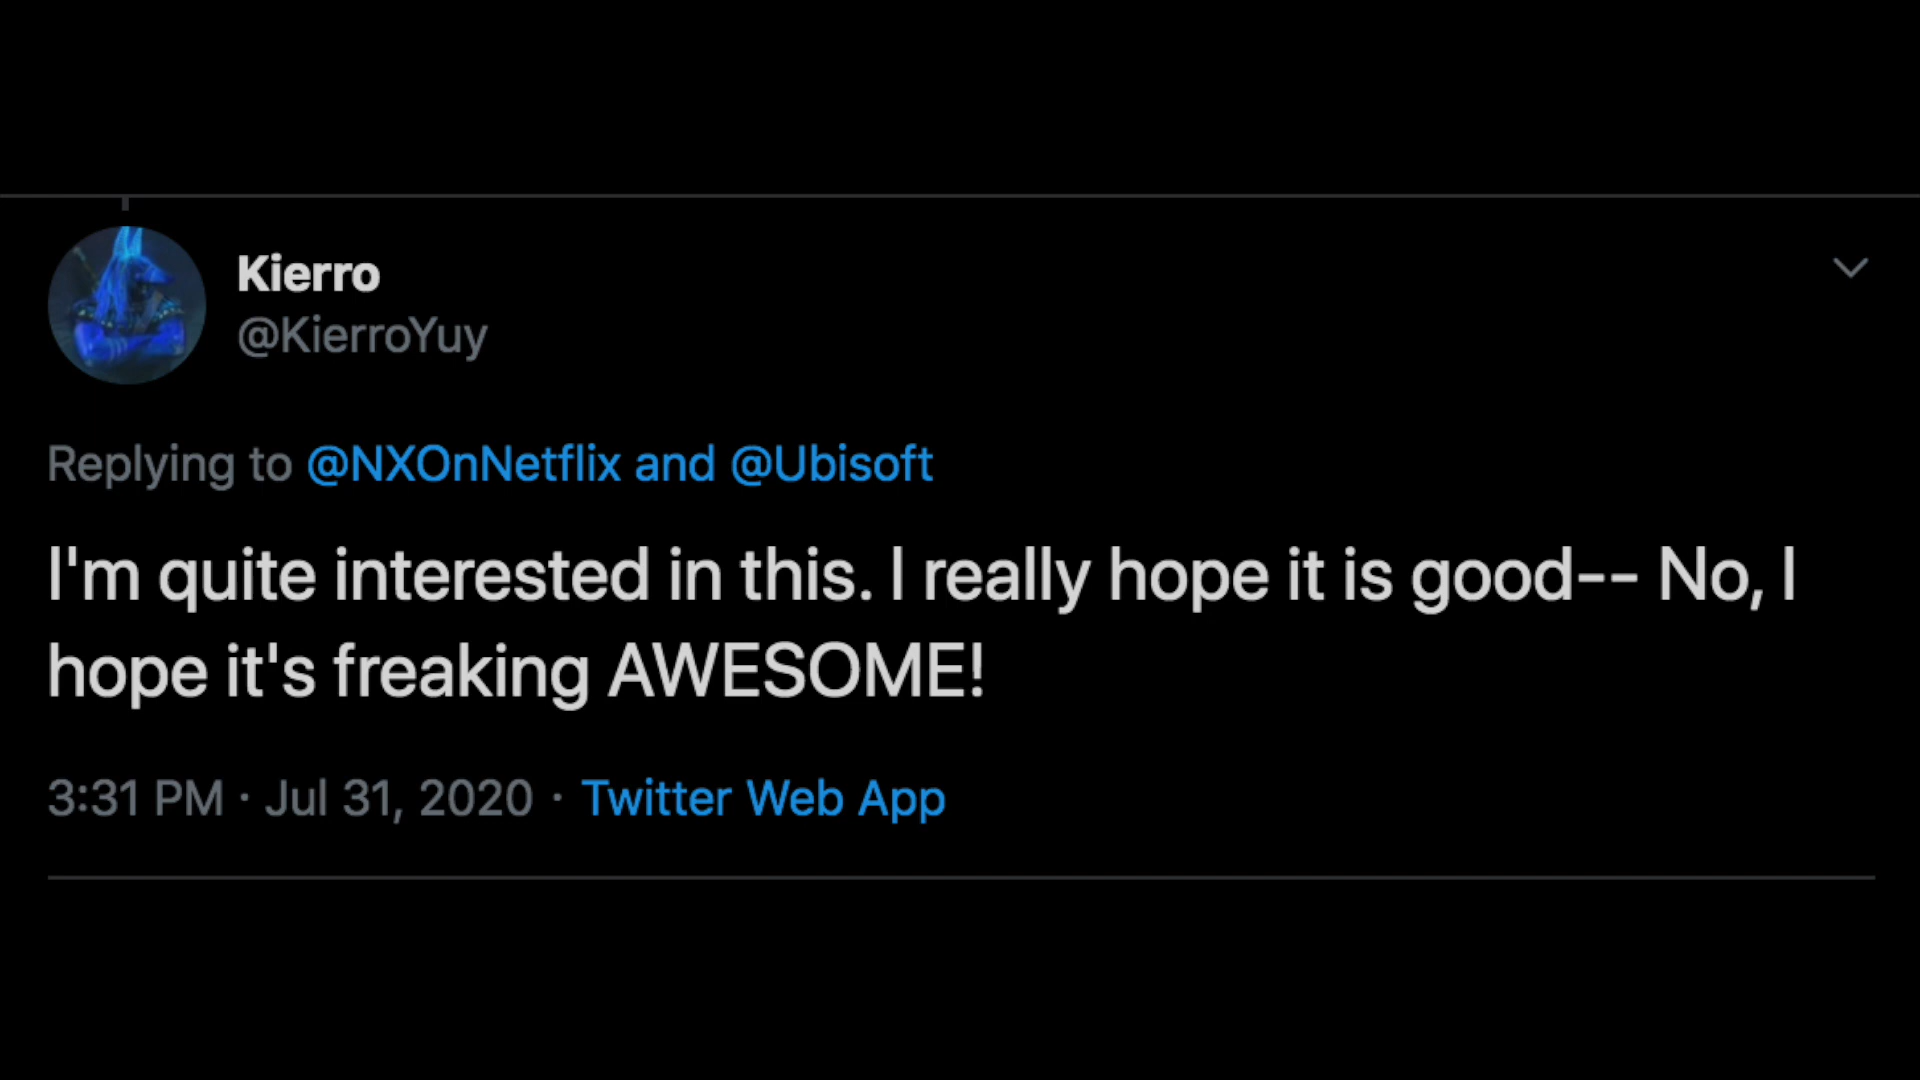 Kierro
@KierroYuy
Replying to @NXOnNetflix and @Ubisoft
I'm quite interested in this. I really hope it is good-- No, I
hope it's freaking AWESOME!
3:31 PM · Jul 31, 2020 · Twitter Web App